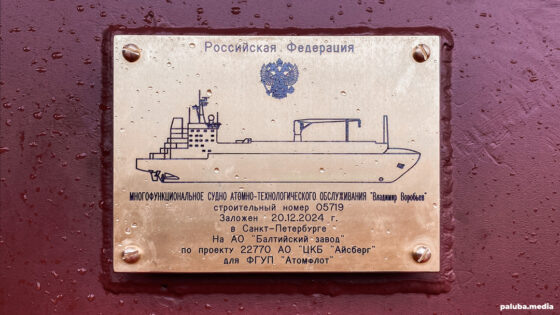 Российская Федерация
МНОГОФУНКЦИОНАЛЬНОЕ СУДНО АТОМНО-ТЕХНОЛОГИЧЕСКОГО ОБСЛУЖИВАНИЯ "Владимир Воробьев"
строительный номер 05719
Заложен - 20.12.2024 г.
в Санкт-Петербурге
На АО "Балтийский завод"
по проекту 22770 АО "ЦКБ "Айсберг"
для ФГУП "Атомфлот"
paluba.media